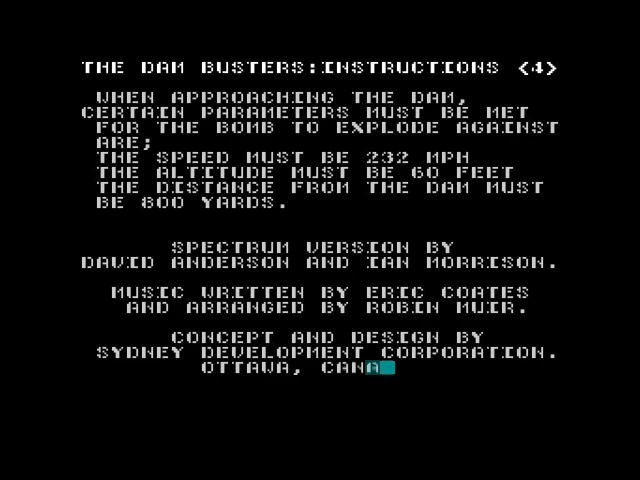 THE DAM BUSTERS:INSTRUCTIONS <4>
WHEN APPROACHING THE DAM,
CERTAIN PARAMETERS MUST BE MET
FOR THE BOMB TO EXPLODE AGAINST
ARE;
THE SPEED MUST BE 232 MPH
THE ALTITUDE MUST BE 60 FEET
THE DISTANCE FROM THE DAM MUST
BE 800 YARDS.
SPECTRUM VERSION BY
DAVID ANDERSON AND IAN MORRISON.
MUSIC WRITTEN BY ERIC COATES
AND ARRANGED BY ROBIN MUIR.
CONCEPT AND DESIGN BY
SYDNEY DEVELOPMENT CORPORATION.
OTTAWA, CANA